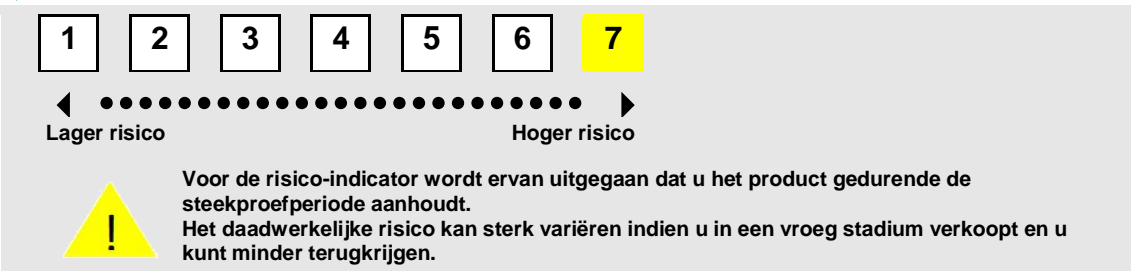 1 2 3 4 5 6 7
Lager risico Hoger risico
!
Voor de risico-indicator wordt ervan uitgegaan dat u het product gedurende de
steekproefperiode aanhoudt.
Het daadwerkelijke risico kan sterk variëren indien u in een vroeg stadium verkoopt en u
kunt minder terugkrijgen.